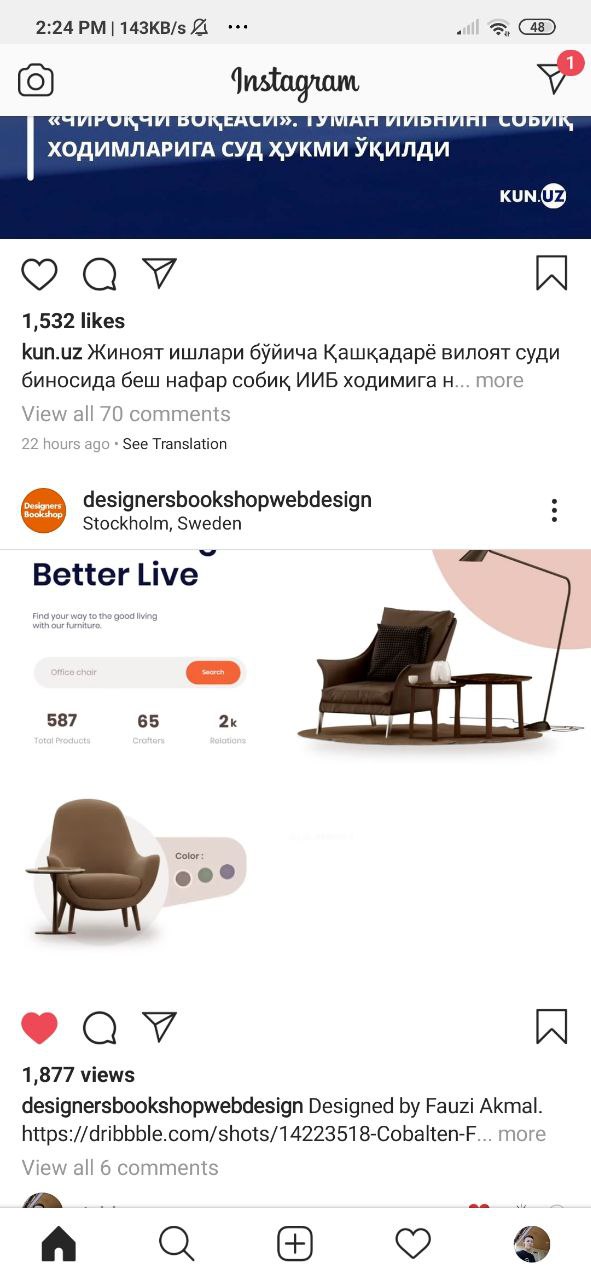 2:24 PM | 143KB/s
48
Instagram
1
«ЧИРОҚЧИ ВОҚЕАСИ». ТУМАН ИИБНИНГ СОБИҚ
ХОДИМЛАРИГА СУД ҲУКМИ ЎҚИЛДИ
KUN.UZ
1,532 likes
kun.uz Жиноят ишлари бўйича Қашқадарё вилоят суди
биносида беш нафар собиқ ИИБ ходимига н... more
View all 70 comments
22 hours ago • See Translation
Designers
Bookshop
designersbookshopwebdesign
Stockholm, Sweden
Better Live
Find your way to the good living
with our furniture.
Office chair
Search
587
65
2k
Total Products
Crafters
Relations
Color :
1,877 views
designersbookshopwebdesign Designed by Fauzi Akmal.
https://dribbble.com/shots/14223518-Cobalten-F... more
View all 6 comments